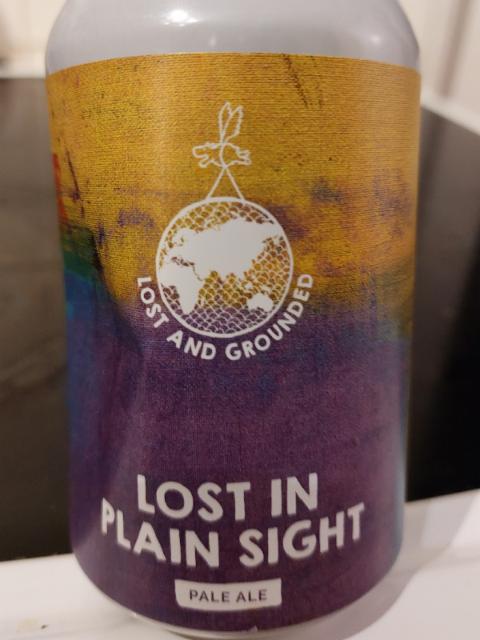 LOST AND GROUNDED
LOST IN
PLAIN SIGHT
PALE ALE